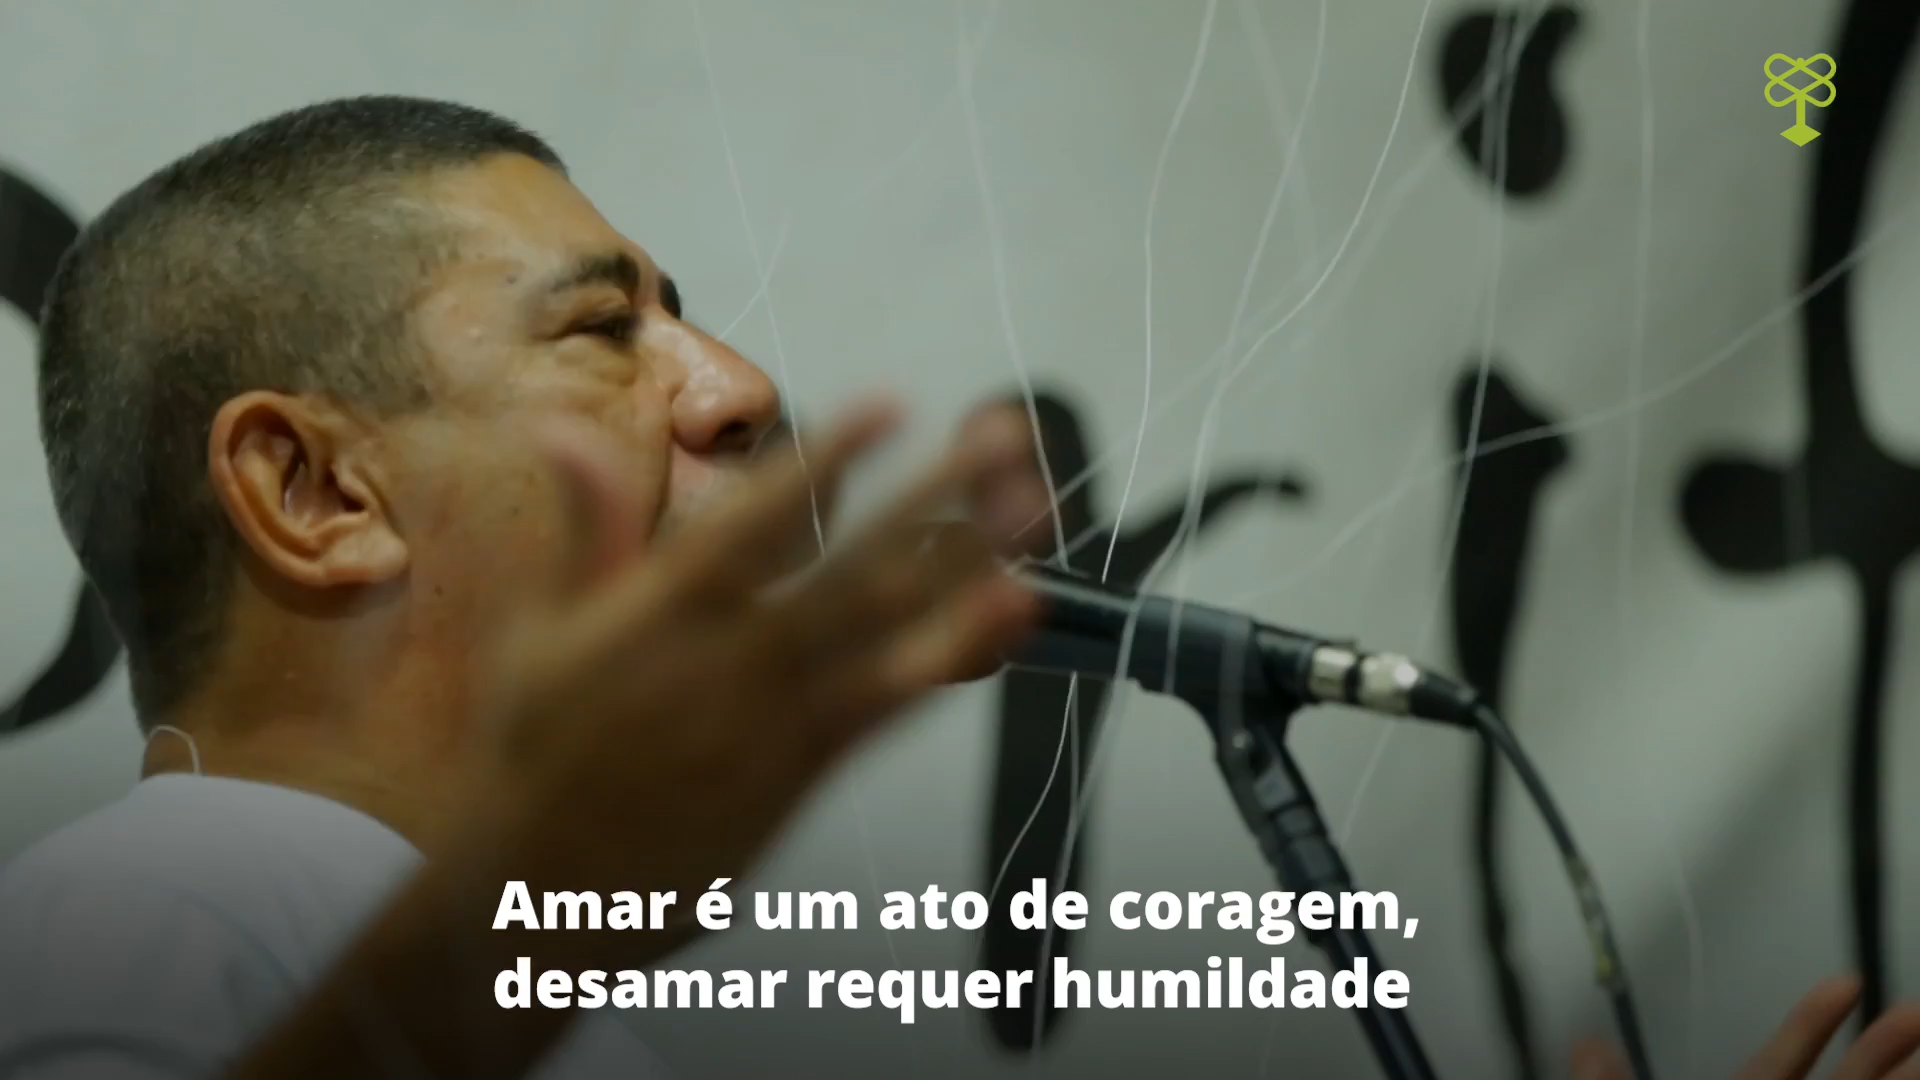 Amar é um ato de coragem,
desamar requer humildade